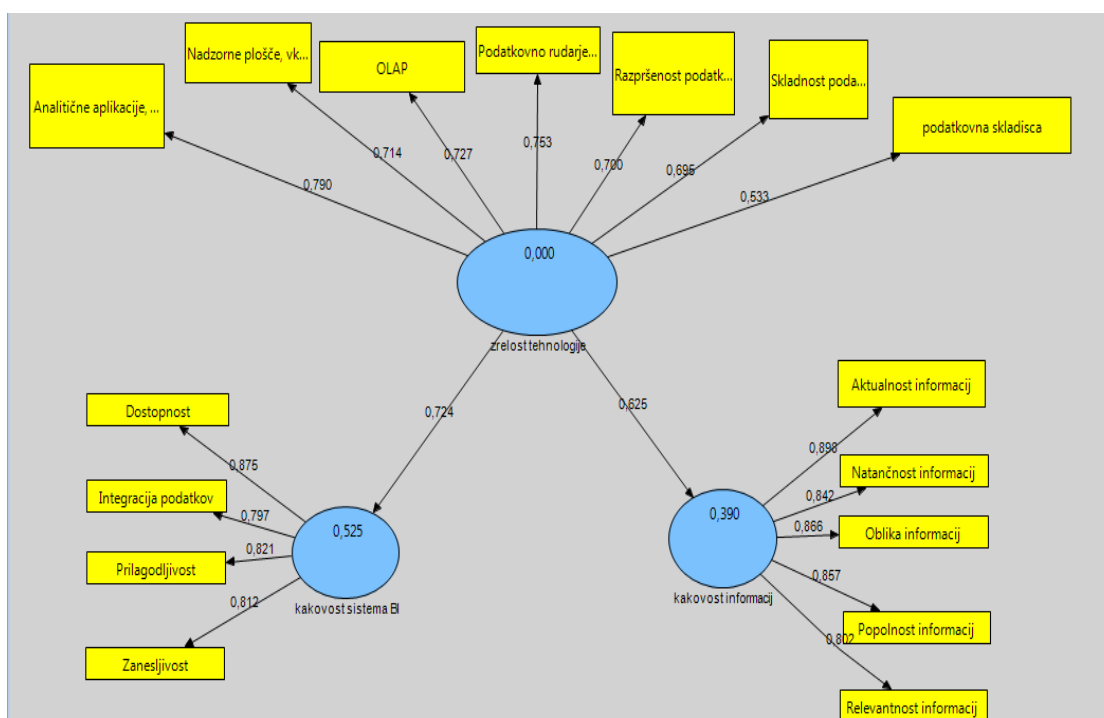 Nadzorne plošče, vk...
Podatkovno rudarje...
OLAP
Razpršenost podatk...
Skladnost poda...
Analitične aplikacije, ...
podatkovna skladisca
0,790
0,714
0,727
0,753
0,700
0,695
0,533
0,000
zrelost tehnologije
0,724
0,625
Dostopnost
0,875
Integracija podatkov
0,797
Prilagodljivost
0,821
0,812
Zanesljivost
0,525
kakovost sistema BI
Aktualnost informacij
0,898
Natančnost informacij
0,842
0,390
0,866
Oblika informacij
kakovost informacij
0,857
Popolnost informacij
0,802
Relevantnost informacij